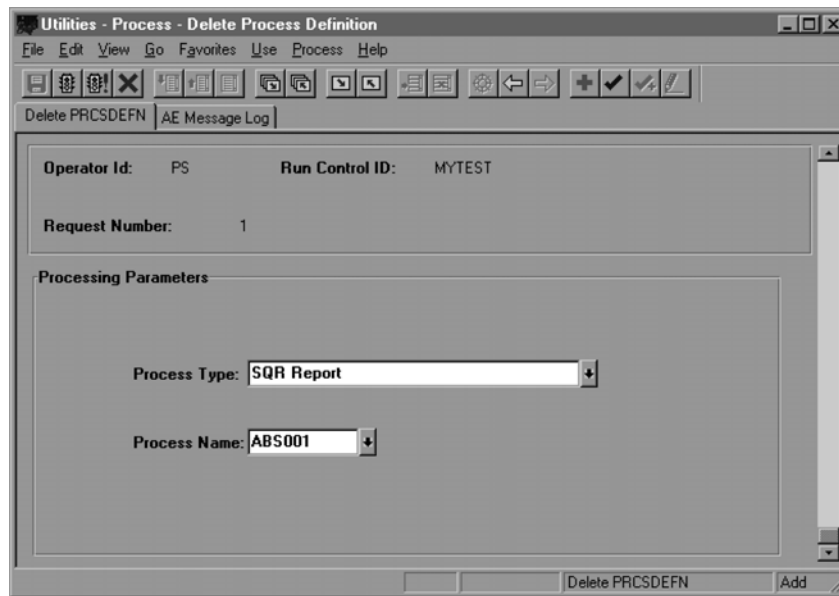 Utilities - Process - Delete Process Definition
File Edit View Go Favorites Use Process Help
Delete PRCSDEFN AE Message Log
Operator Id: PS Run Control ID: MYTEST
Request Number: 1
Processing Parameters
Process Type: SQR Report
Process Name: ABS001
Delete PRCSDEFN Add